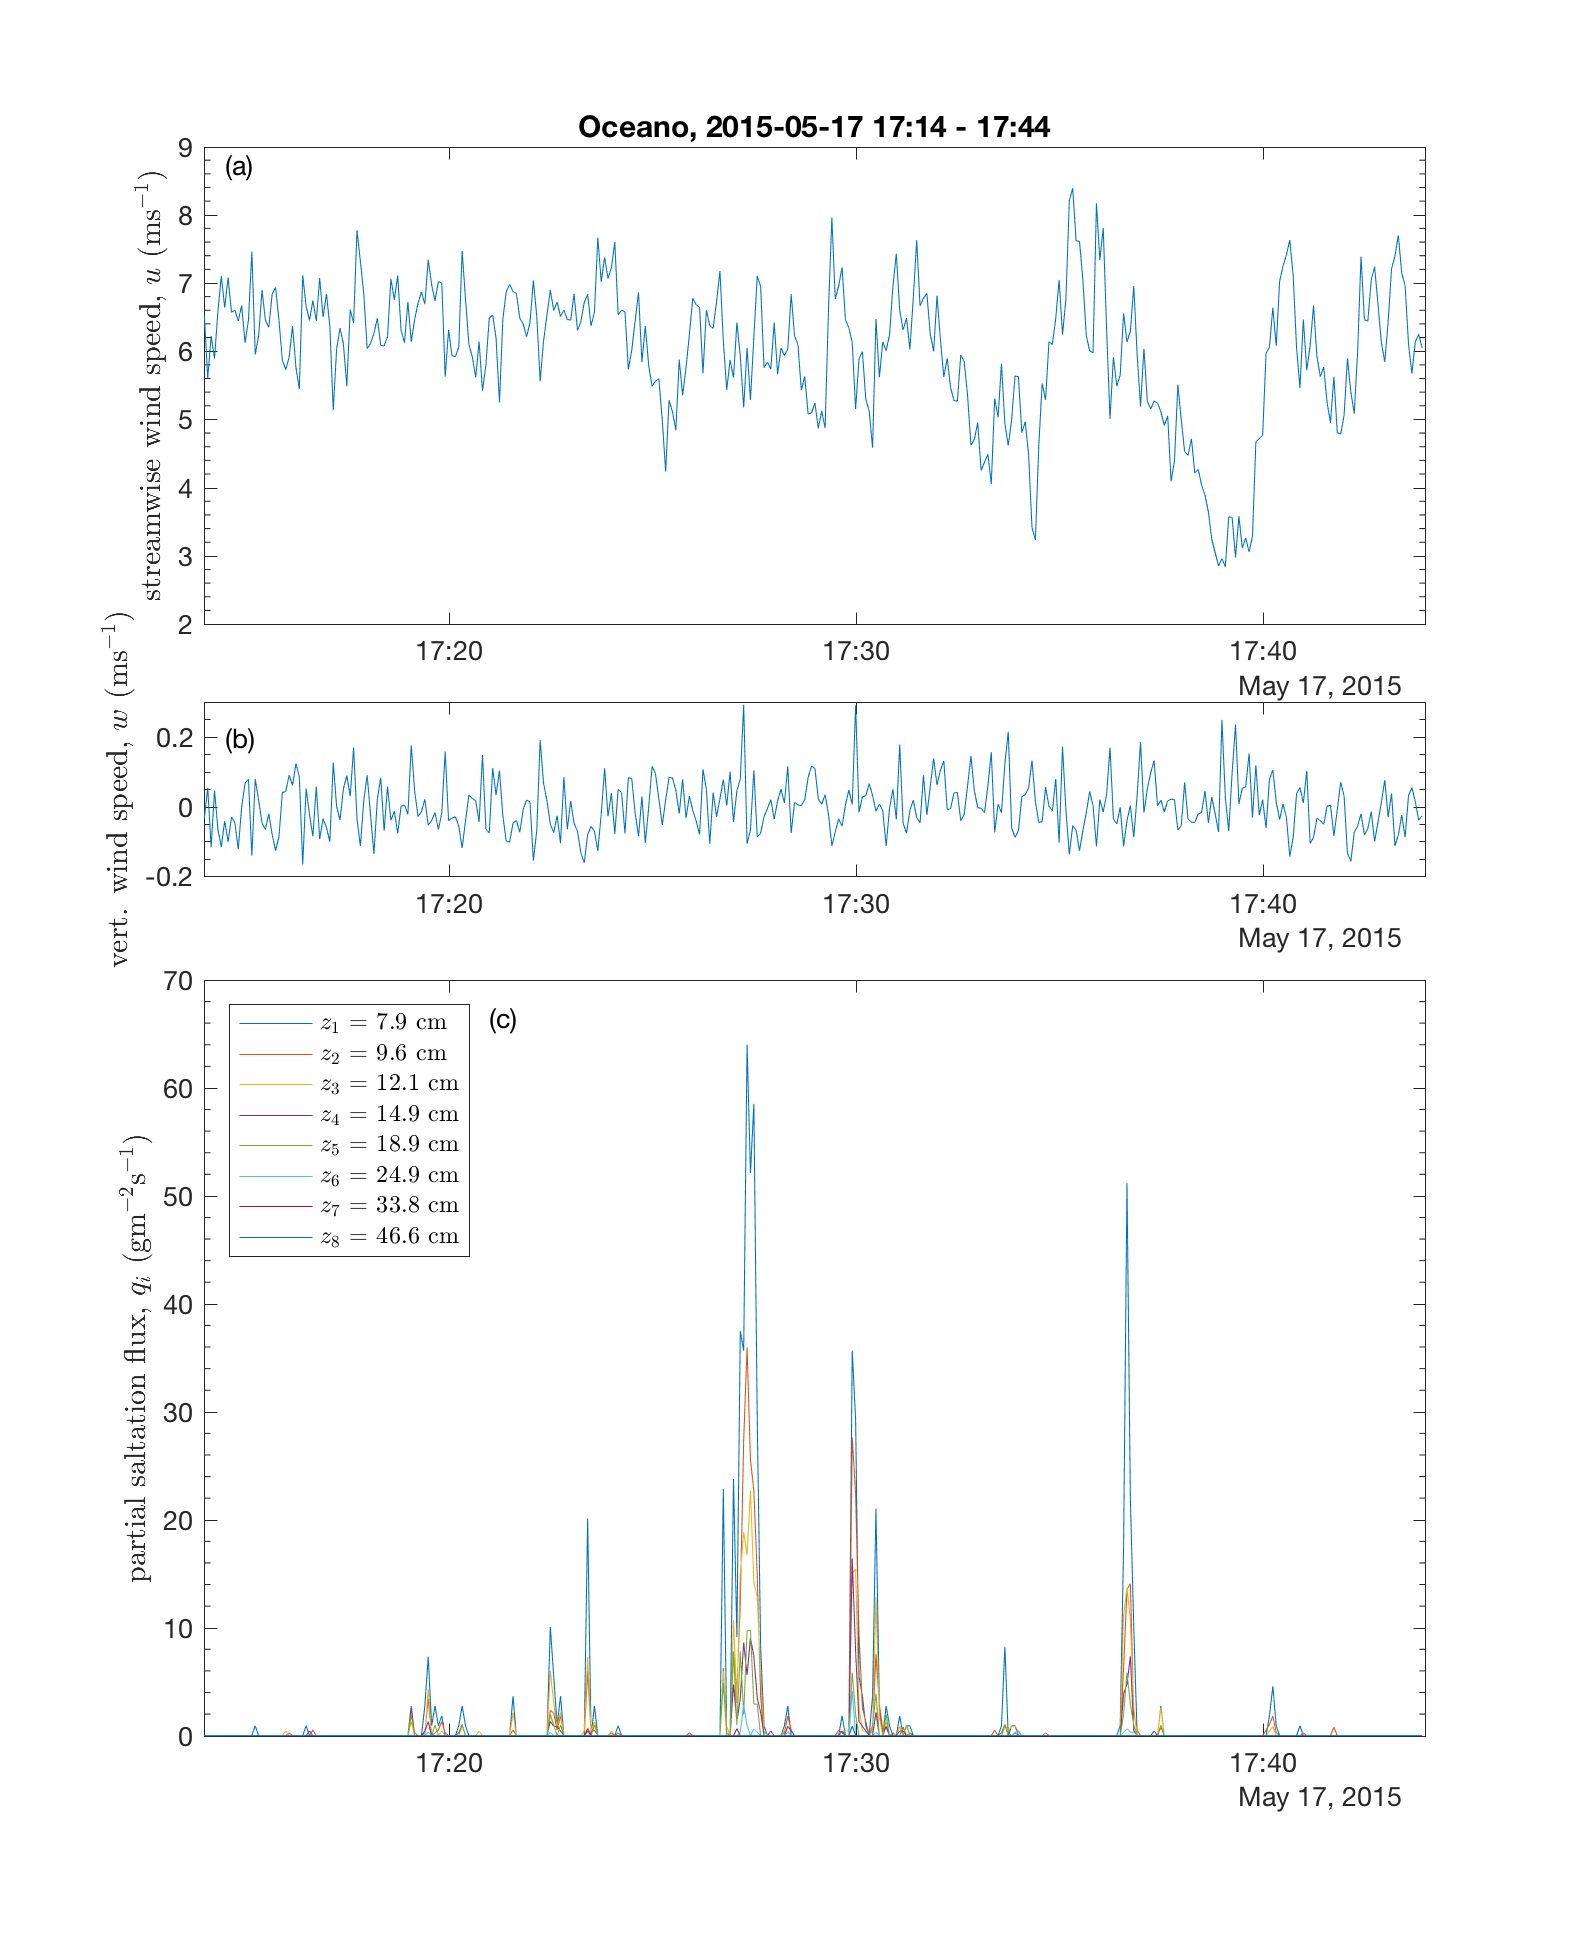 Oceano, 2015-05-17 17:14 - 17:44
(a)
streamwise wind speed, u (ms⁻¹)
9
8
7
6
5
4
3
2
17:20 17:30 17:40
May 17, 2015
(b)
vert. wind speed, w (ms⁻¹)
0.2
0
-0.2
17:20 17:30 17:40
May 17, 2015
(c)
partial saltation flux, qᵢ (gm⁻²s⁻¹)
70
60
50
40
30
20
10
0
z₁ = 7.9 cm
z₂ = 9.6 cm
z₃ = 12.1 cm
z₄ = 14.9 cm
z₅ = 18.9 cm
z₆ = 24.9 cm
z₇ = 33.8 cm
z₈ = 46.6 cm
17:20 17:30 17:40
May 17, 2015